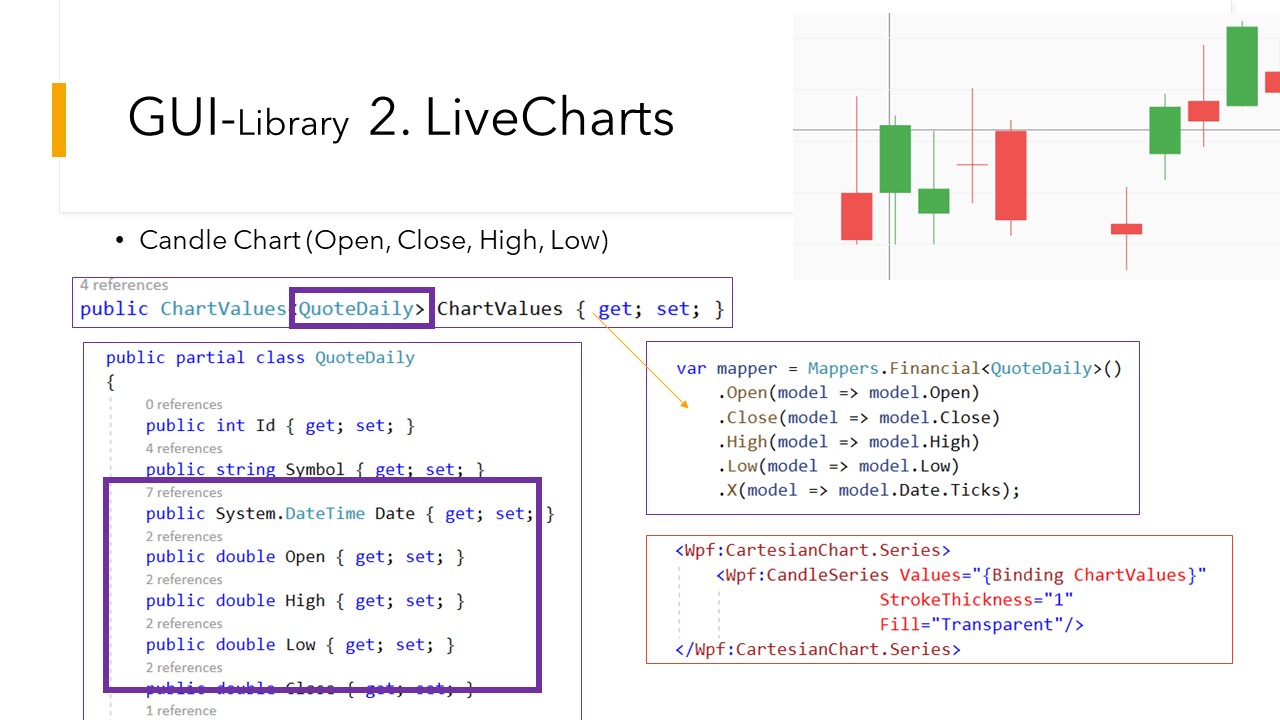 GUI-Library 2. LiveCharts
• Candle Chart (Open, Close, High, Low)
4 references
public ChartValues<QuoteDaily> ChartValues { get; set; }
public partial class QuoteDaily
{
0 references
public int Id { get; set; }
4 references
public string Symbol { get; set; }
7 references
public System.DateTime Date { get; set; }
2 references
public double Open { get; set; }
2 references
public double High { get; set; }
2 references
public double Low { get; set; }
2 references
public double Close { get; set; }
1 reference
var mapper = Mappers.Financial<QuoteDaily>()
.Open(model => model.Open)
.Close(model => model.Close)
.High(model => model.High)
.Low(model => model.Low)
.X(model => model.Date.Ticks);
<Wpf:CartesianChart.Series>
<Wpf:CandleSeries Values="{Binding ChartValues}"
StrokeThickness="1"
Fill="Transparent"/>
</Wpf:CartesianChart.Series>